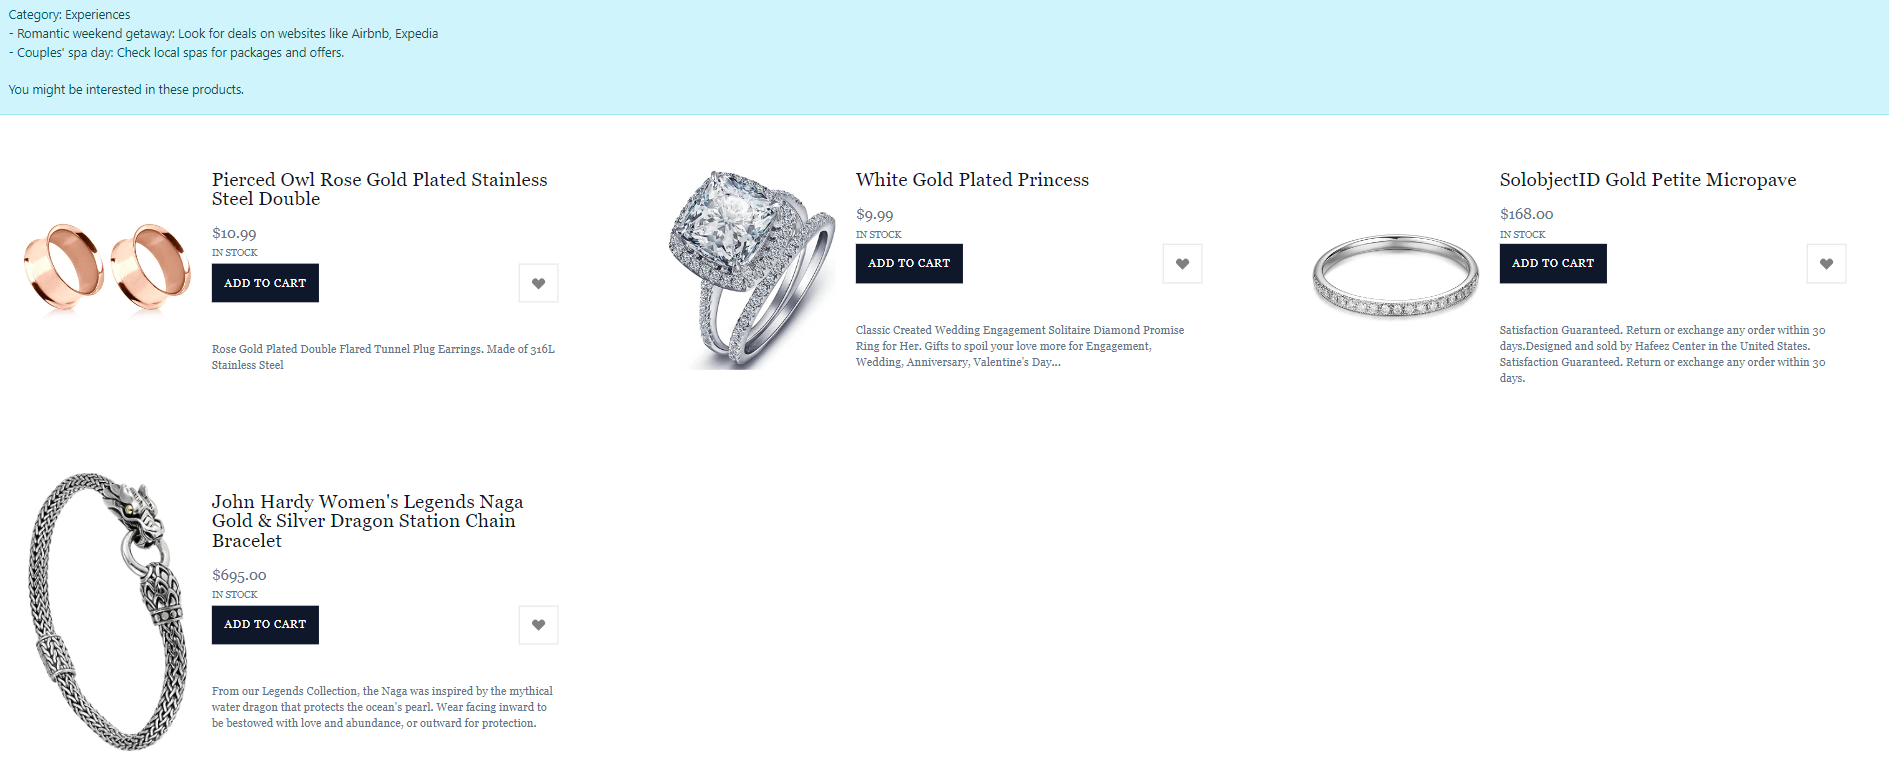 Category: Experiences
- Romantic weekend getaway: Look for deals on websites like Airbnb, Expedia
- Couples' spa day: Check local spas for packages and offers.
You might be interested in these products.
Pierced Owl Rose Gold Plated Stainless
Steel Double
$10.99
IN STOCK
ADD TO CART
Rose Gold Plated Double Flared Tunnel Plug Earrings. Made of 316L
Stainless Steel
White Gold Plated Princess
$9.99
IN STOCK
ADD TO CART
Classic Created Wedding Engagement Solitaire Diamond Promise
Ring for Her. Gifts to spoil your love more for Engagement,
Wedding, Anniversary, Valentine's Day...
SolobjectID Gold Petite Micropave
$168.00
IN STOCK
ADD TO CART
Satisfaction Guaranteed. Return or exchange any order within 30
days.Designed and sold by Hafeez Center in the United States.
Satisfaction Guaranteed. Return or exchange any order within 30
days.
John Hardy Women's Legends Naga
Gold & Silver Dragon Station Chain
Bracelet
$695.00
IN STOCK
ADD TO CART
From our Legends Collection, the Naga was inspired by the mythical
water dragon that protects the ocean's pearl. Wear facing inward to
be bestowed with love and abundance, or outward for protection.